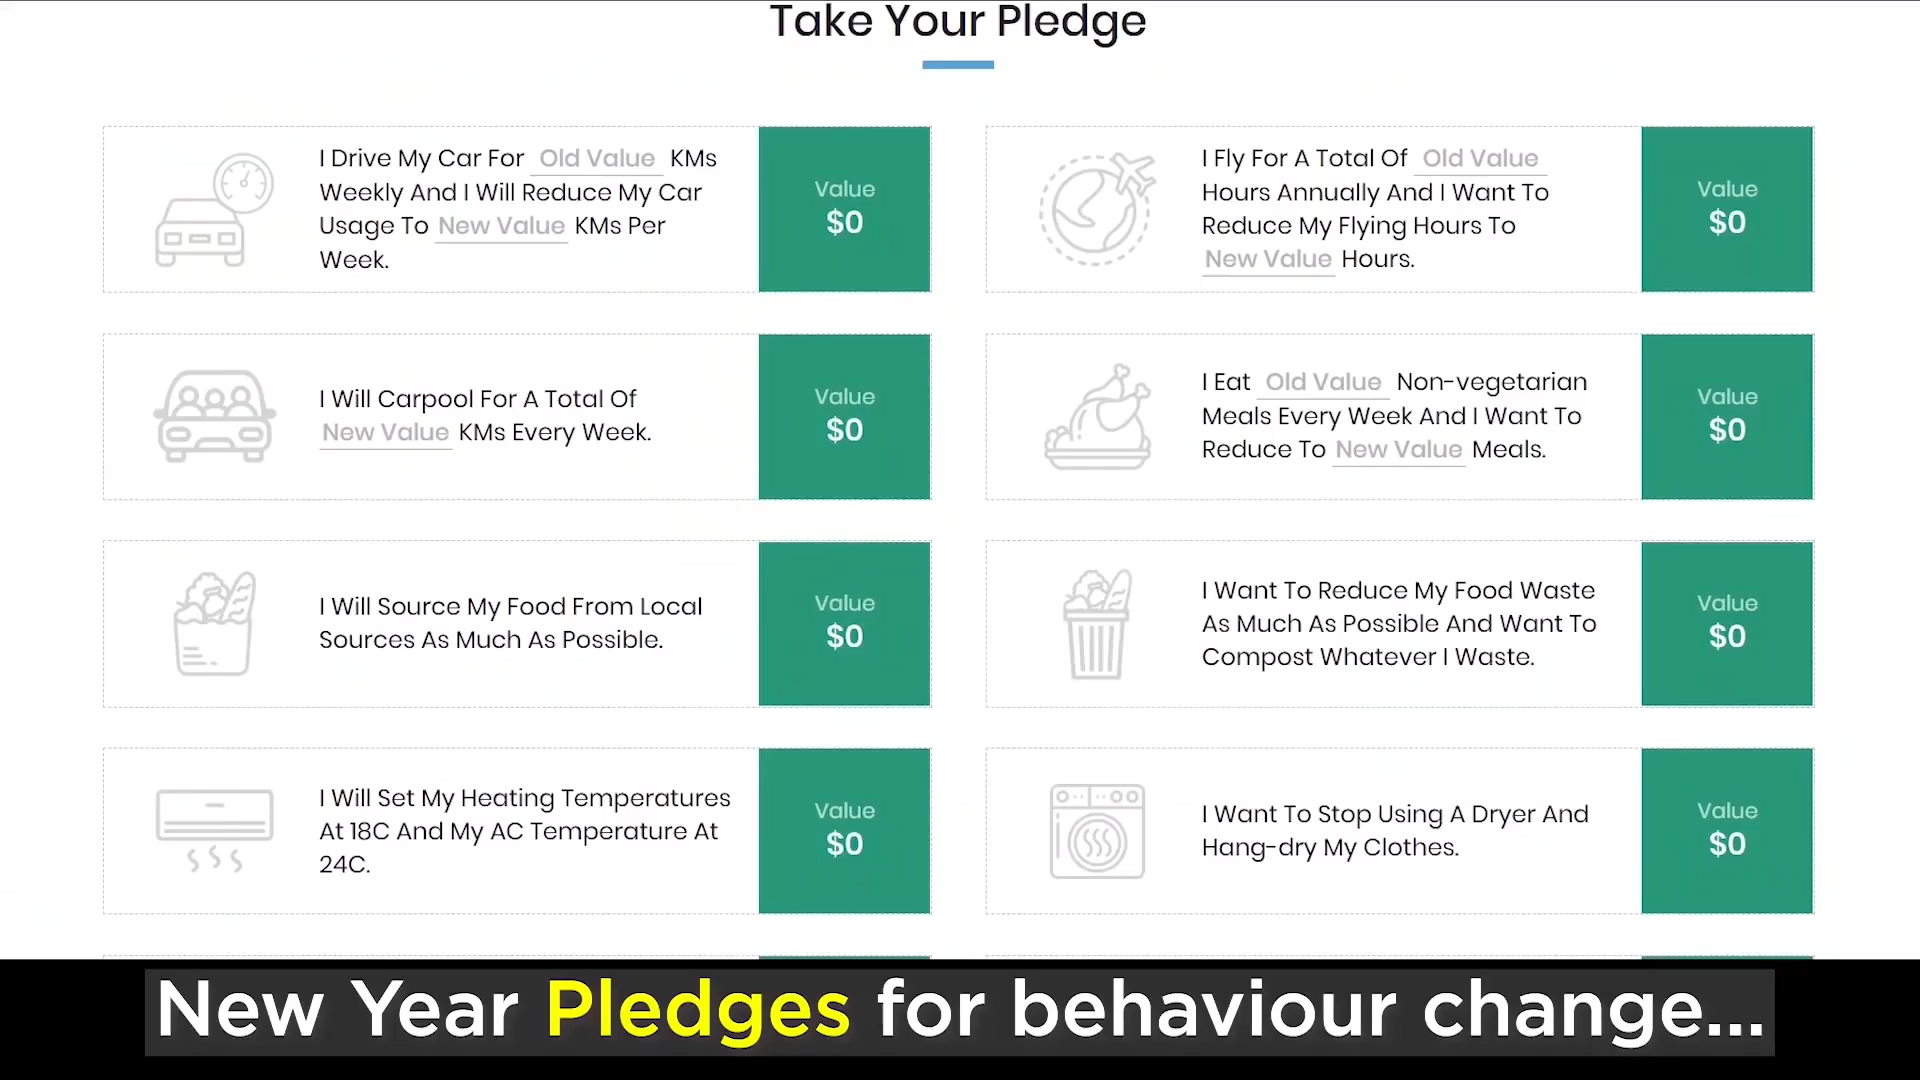 Take Your Pledge
I Drive My Car For Old Value KMs
Weekly And I Will Reduce My Car
Usage To New Value KMs Per
Week.
Value
$0
I Fly For A Total Of Old Value
Hours Annually And I Want To
Reduce My Flying Hours To
New Value Hours.
Value
$0
I Will Carpool For A Total Of
New Value KMs Every Week.
Value
$0
I Eat Old Value Non-vegetarian
Meals Every Week And I Want To
Reduce To New Value Meals.
Value
$0
I Will Source My Food From Local
Sources As Much As Possible.
Value
$0
I Want To Reduce My Food Waste
As Much As Possible And Want To
Compost Whatever I Waste.
Value
$0
I Will Set My Heating Temperatures
At 18C And My AC Temperature At
24C.
Value
$0
I Want To Stop Using A Dryer And
Hang-dry My Clothes.
Value
$0
New Year Pledges for behaviour change...